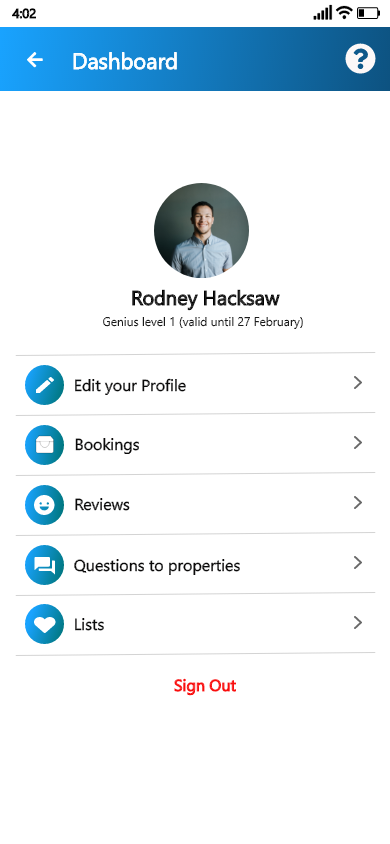 4:02
Dashboard
?
Rodney Hacksaw
Genius level 1 (valid until 27 February)
Edit your Profile
Bookings
Reviews
Questions to properties
Lists
Sign Out